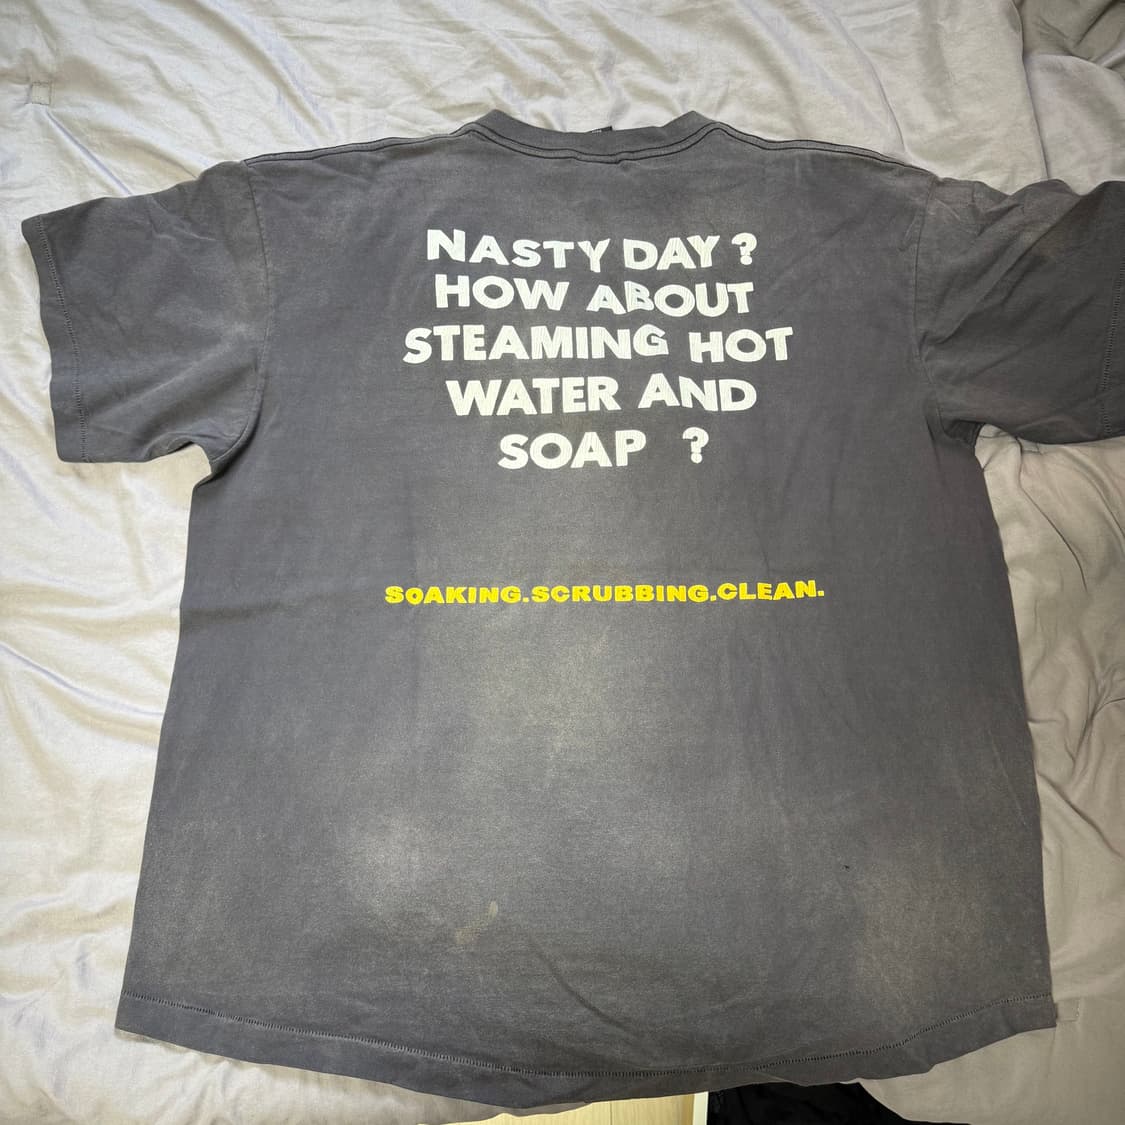 NASTY DAY ?
HOW ABOUT
STEAMING HOT
WATER AND
SOAP ?
SOAKING.SCRUBBING.CLEAN.